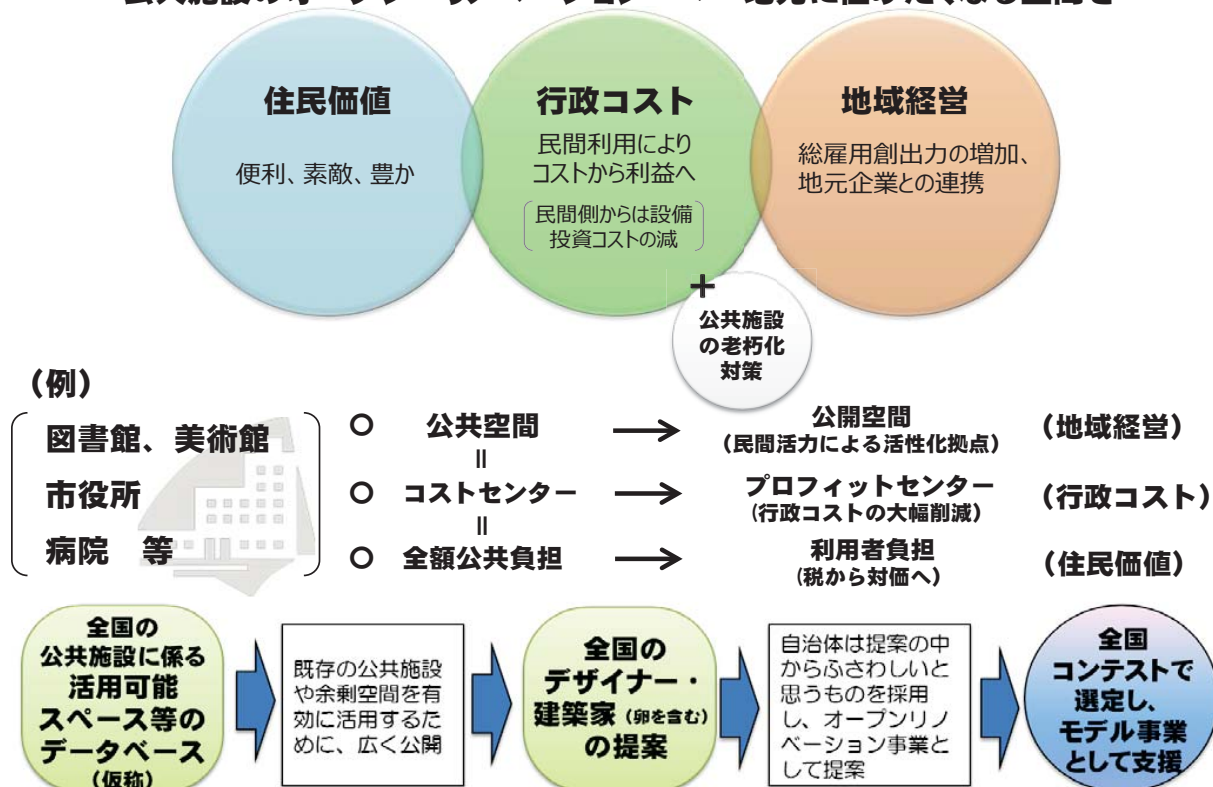 住民価値
便利、素敵、豊か
行政コスト
民間利用により
コストから利益へ
民間側からは設備
投資コストの減
地域経営
総雇用創出力の増加、
地元企業との連携
+
公共施設
の老朽化
対策
(例)
図書館、美術館
市役所
病院 等
○ 公共空間 → 公開空間 (地域経営)
(民間活力による活性化拠点)
=
○ コストセンター → プロフィットセンター (行政コスト)
(行政コストの大幅削減)
=
○ 全額公共負担 → 利用者負担 (住民価値)
(税から対価へ)
全国の
公共施設に係る
活用可能
スペース等の
データベース
(仮称)
既存の公共施設
や余剰空間を有
効に活用するた
めに、広く公開
全国の
デザイナー・
建築家(卵を含む)
の提案
自治体は提案の中
からふさわしいと
思うものを採用
し、オープンリノ
ベーション事業と
して提案
全国
コンテストで
選定し、
モデル事業
として支援